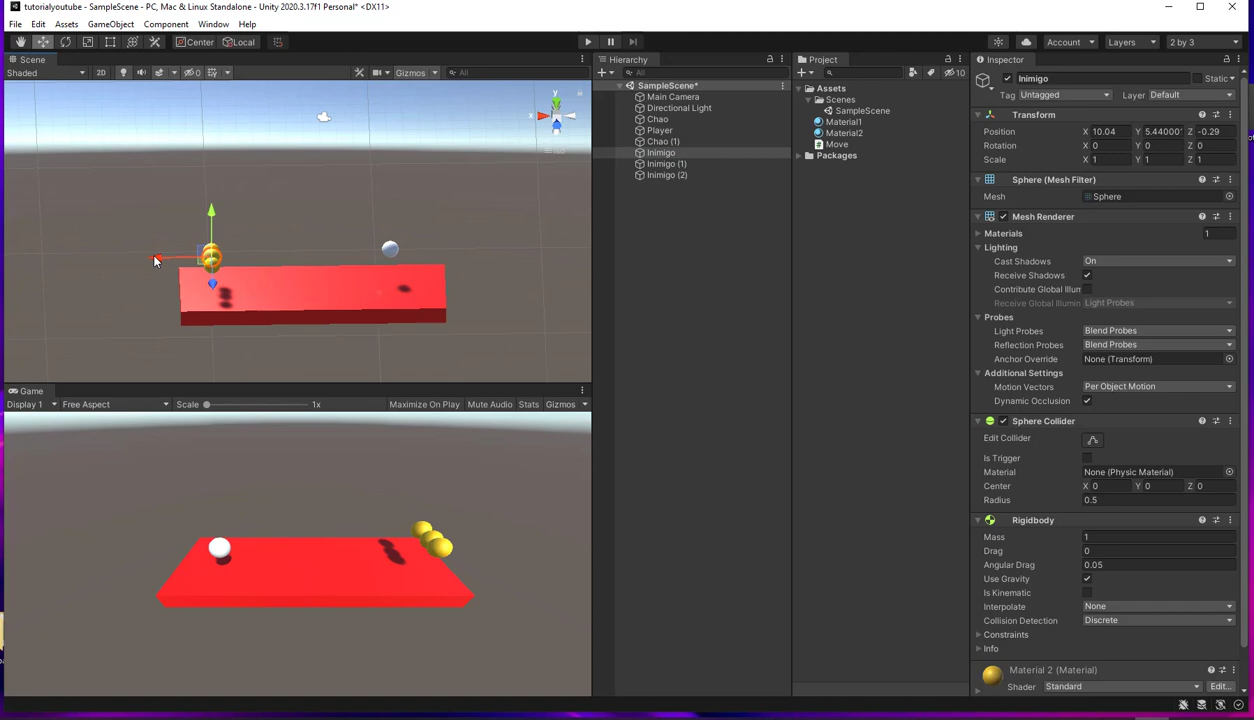 tutorialyoutube - SampleScene - PC, Mac & Linux Standalone - Unity 2020.3.17f1 Personal* <DX11>
File Edit Assets GameObject Component Window Help
Center Local Account Layers 2 by 3
Scene
Shaded 2D 0 Gizmos All
y
x
Game
Display 1 Free Aspect Scale 1x Maximize On Play Mute Audio Stats Gizmos
Hierarchy
All
SampleScene*
Main Camera
Directional Light
Chao
Player
Chao (1)
Inimigo
Inimigo (1)
Inimigo (2)
Project
10
Assets
Scenes
SampleScene
Material1
Material2
Move
Packages
Inspector
Inimigo Static
Tag Untagged Layer Default
Transform
Position X 10.04 Y 5.44000 Z -0.29
Rotation X 0 Y 0 Z 0
Scale X 1 Y 1 Z 1
Sphere (Mesh Filter)
Mesh Sphere
Mesh Renderer
Materials 1
Lighting
Cast Shadows On
Receive Shadows
Contribute Global Illum
Receive Global Illumin Light Probes
Probes
Light Probes Blend Probes
Reflection Probes Blend Probes
Anchor Override None (Transform)
Additional Settings
Motion Vectors Per Object Motion
Dynamic Occlusion
Sphere Collider
Edit Collider
Is Trigger
Material None (Physic Material)
Center X 0 Y 0 Z 0
Radius 0.5
Rigidbody
Mass 1
Drag 0
Angular Drag 0.05
Use Gravity
Is Kinematic
Interpolate None
Collision Detection Discrete
Constraints
Info
Material 2 (Material)
Shader Standard Edit...